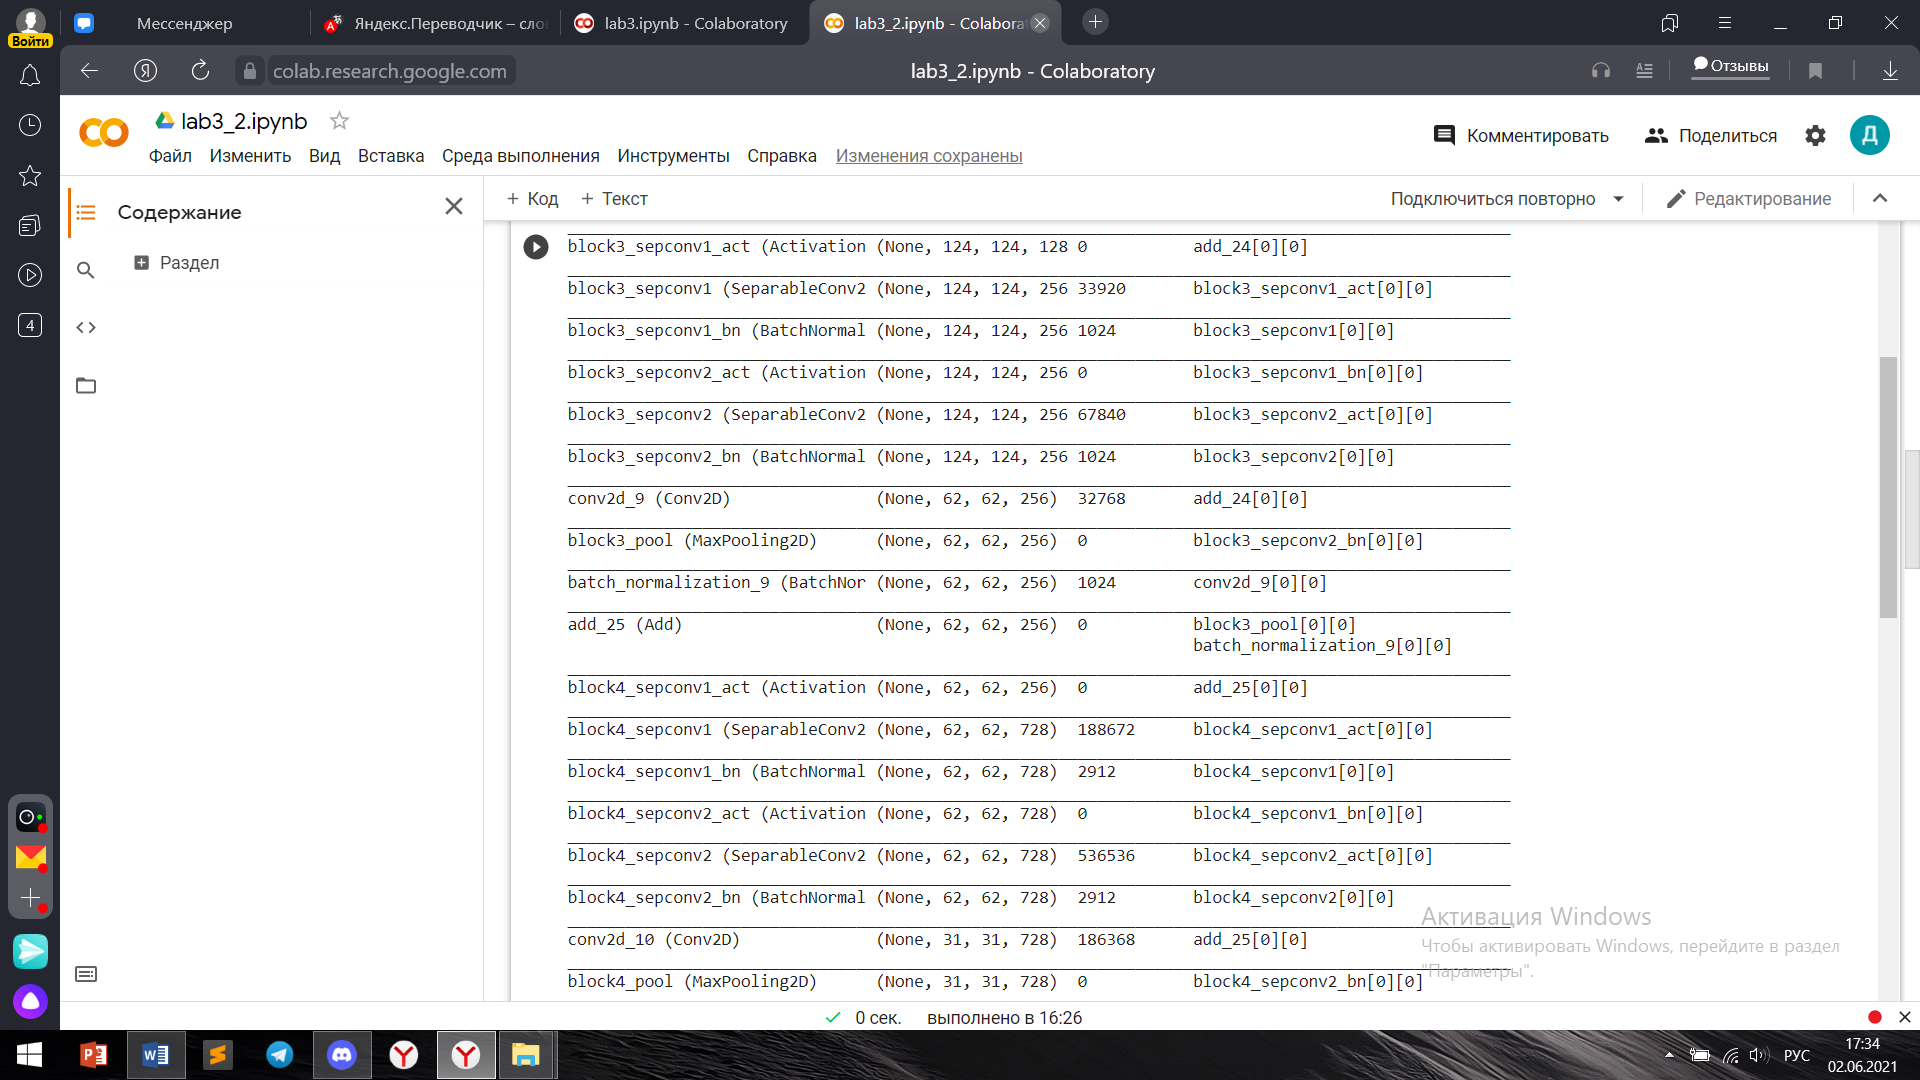 Войти
Мессенджер
Яндекс.Переводчик – сло
lab3.ipynb - Colaboratory
lab3_2.ipynb - Colabora
colab.research.google.com
lab3_2.ipynb - Colaboratory
Отзывы
lab3_2.ipynb
Файл Изменить Вид Вставка Среда выполнения Инструменты Справка Изменения сохранены
Комментировать
Поделиться
Д
4
Содержание
Раздел
+ Код + Текст
Подключиться повторно
Редактирование
block3_sepconv1_act (Activation (None, 124, 124, 128 0 add_24[0][0]
block3_sepconv1 (SeparableConv2 (None, 124, 124, 256 33920 block3_sepconv1_act[0][0]
block3_sepconv1_bn (BatchNormal (None, 124, 124, 256 1024 block3_sepconv1[0][0]
block3_sepconv2_act (Activation (None, 124, 124, 256 0 block3_sepconv1_bn[0][0]
block3_sepconv2 (SeparableConv2 (None, 124, 124, 256 67840 block3_sepconv2_act[0][0]
block3_sepconv2_bn (BatchNormal (None, 124, 124, 256 1024 block3_sepconv2[0][0]
conv2d_9 (Conv2D) (None, 62, 62, 256) 32768 add_24[0][0]
block3_pool (MaxPooling2D) (None, 62, 62, 256) 0 block3_sepconv2_bn[0][0]
batch_normalization_9 (BatchNor (None, 62, 62, 256) 1024 conv2d_9[0][0]
add_25 (Add) (None, 62, 62, 256) 0 block3_pool[0][0]
batch_normalization_9[0][0]
block4_sepconv1_act (Activation (None, 62, 62, 256) 0 add_25[0][0]
block4_sepconv1 (SeparableConv2 (None, 62, 62, 728) 188672 block4_sepconv1_act[0][0]
block4_sepconv1_bn (BatchNormal (None, 62, 62, 728) 2912 block4_sepconv1[0][0]
block4_sepconv2_act (Activation (None, 62, 62, 728) 0 block4_sepconv1_bn[0][0]
block4_sepconv2 (SeparableConv2 (None, 62, 62, 728) 536536 block4_sepconv2_act[0][0]
block4_sepconv2_bn (BatchNormal (None, 62, 62, 728) 2912 block4_sepconv2[0][0]
conv2d_10 (Conv2D) (None, 31, 31, 728) 186368 add_25[0][0]
block4_pool (MaxPooling2D) (None, 31, 31, 728) 0 block4_sepconv2_bn[0][0]
Активация Windows
Чтобы активировать Windows, перейдите в раздел
"Параметры".
0 сек. выполнено в 16:26
РУС
17:34
02.06.2021